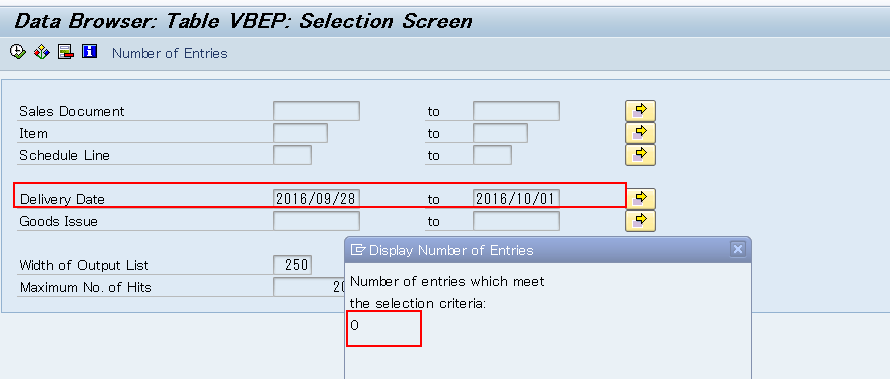 Data Browser: Table VBEP: Selection Screen
Number of Entries
Sales Document to
Item to
Schedule Line to
Delivery Date 2016/09/28 to 2016/10/01
Goods Issue to
Display Number of Entries
Width of Output List 250
Number of entries which meet
Maximum No. of Hits 20
the selection criteria:
0